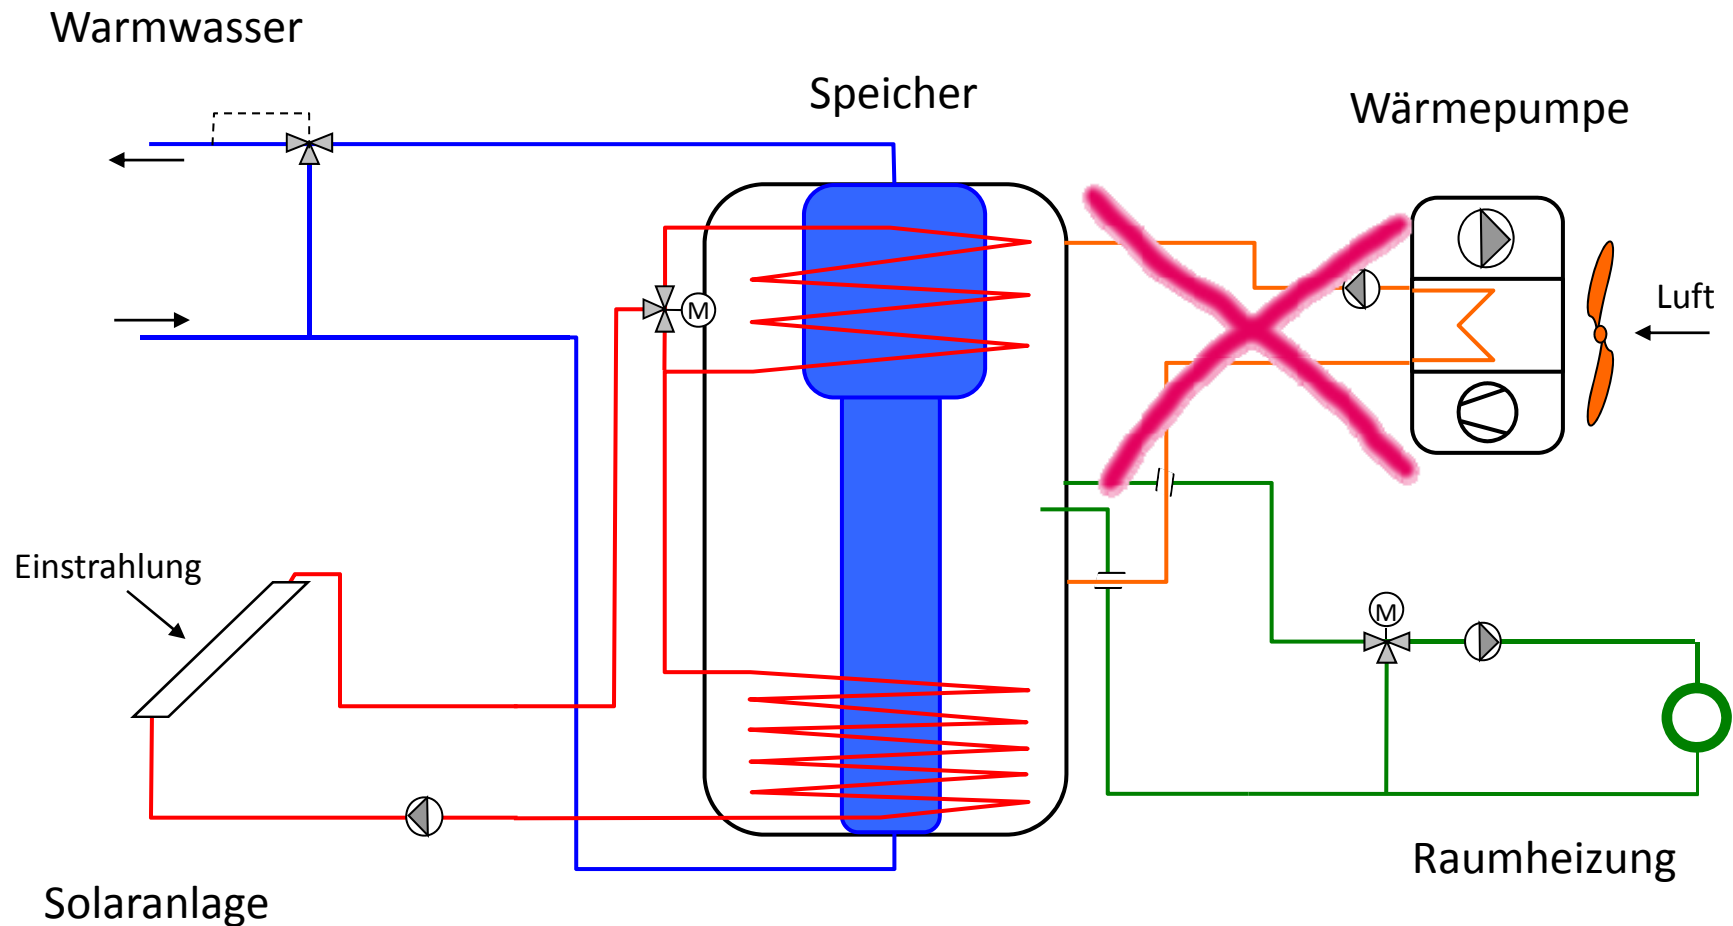 Warmwasser
Speicher
Wärmepumpe
Luft
M
Einstrahlung
M
Raumheizung
Solaranlage